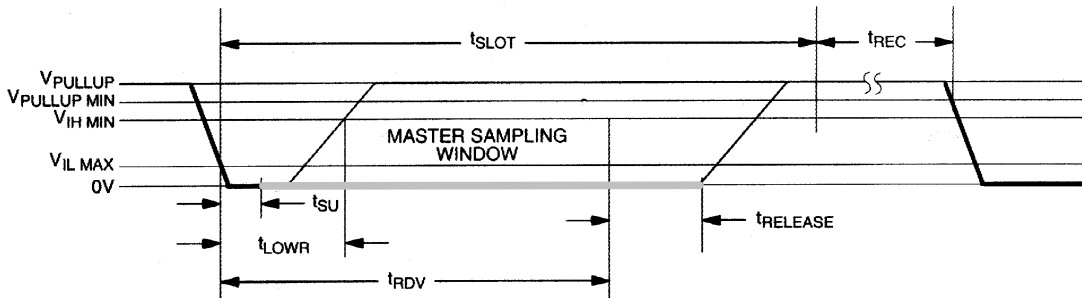 tSLOT
tREC
VPULLUP
VPULLUP MIN
VIH MIN
MASTER SAMPLING
WINDOW
VIL MAX
0V
tSU
tRELEASE
tLOWR
tRDV